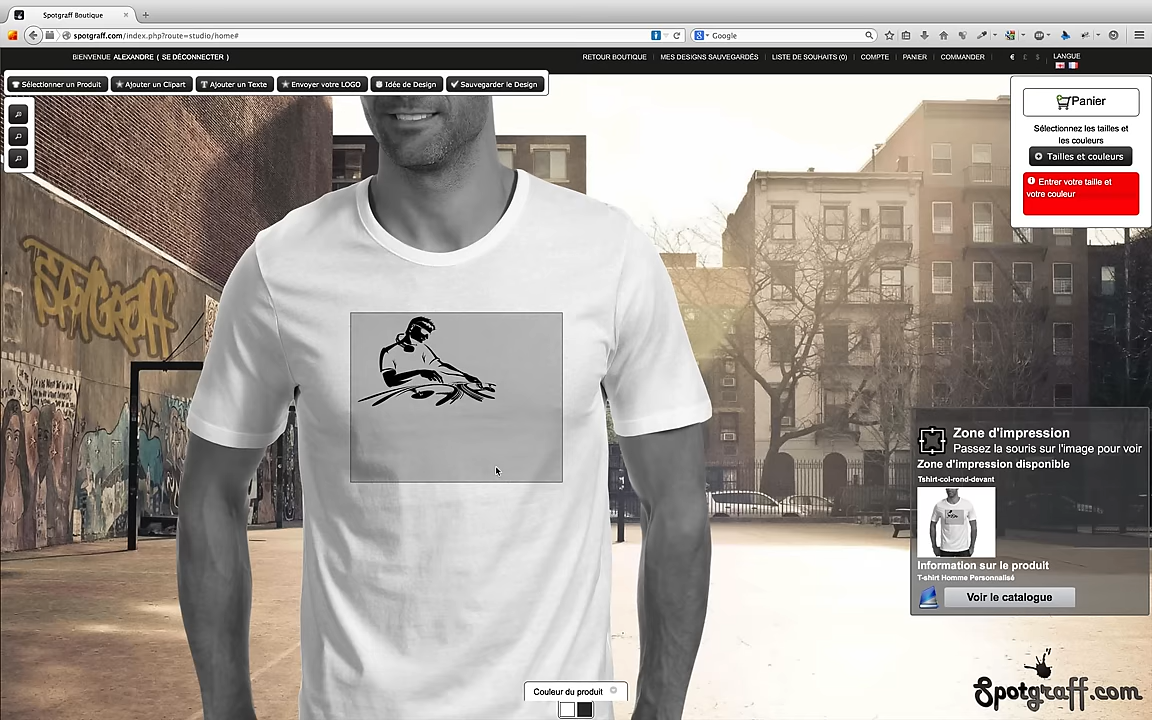 Spotgraff Boutique
spotgraff.com/index.php?route=studio/home#
Google
BIENVENUE ALEXANDRE ( SE DÉCONNECTER )
RETOUR BOUTIQUE
MES DESIGNS SAUVEGARDÉS
LISTE DE SOUHAITS (0)
COMPTE
PANIER
COMMANDER
€ £ $
LANGUE
Sélectionner un Produit
Ajouter un Clipart
Ajouter un Texte
Envoyer votre LOGO
Idée de Design
Sauvegarder le Design
Panier
Sélectionnez les tailles et
les couleurs
Tailles et couleurs
Entrer votre taille et
votre couleur
SPOTGRAFF
Zone d'impression
Passez la souris sur l'image pour voir
Zone d'impression disponible
Tshirt-col-rond-devant
Information sur le produit
T-shirt Homme Personnalisé
Voir le catalogue
Couleur du produit
Spotgraff.com